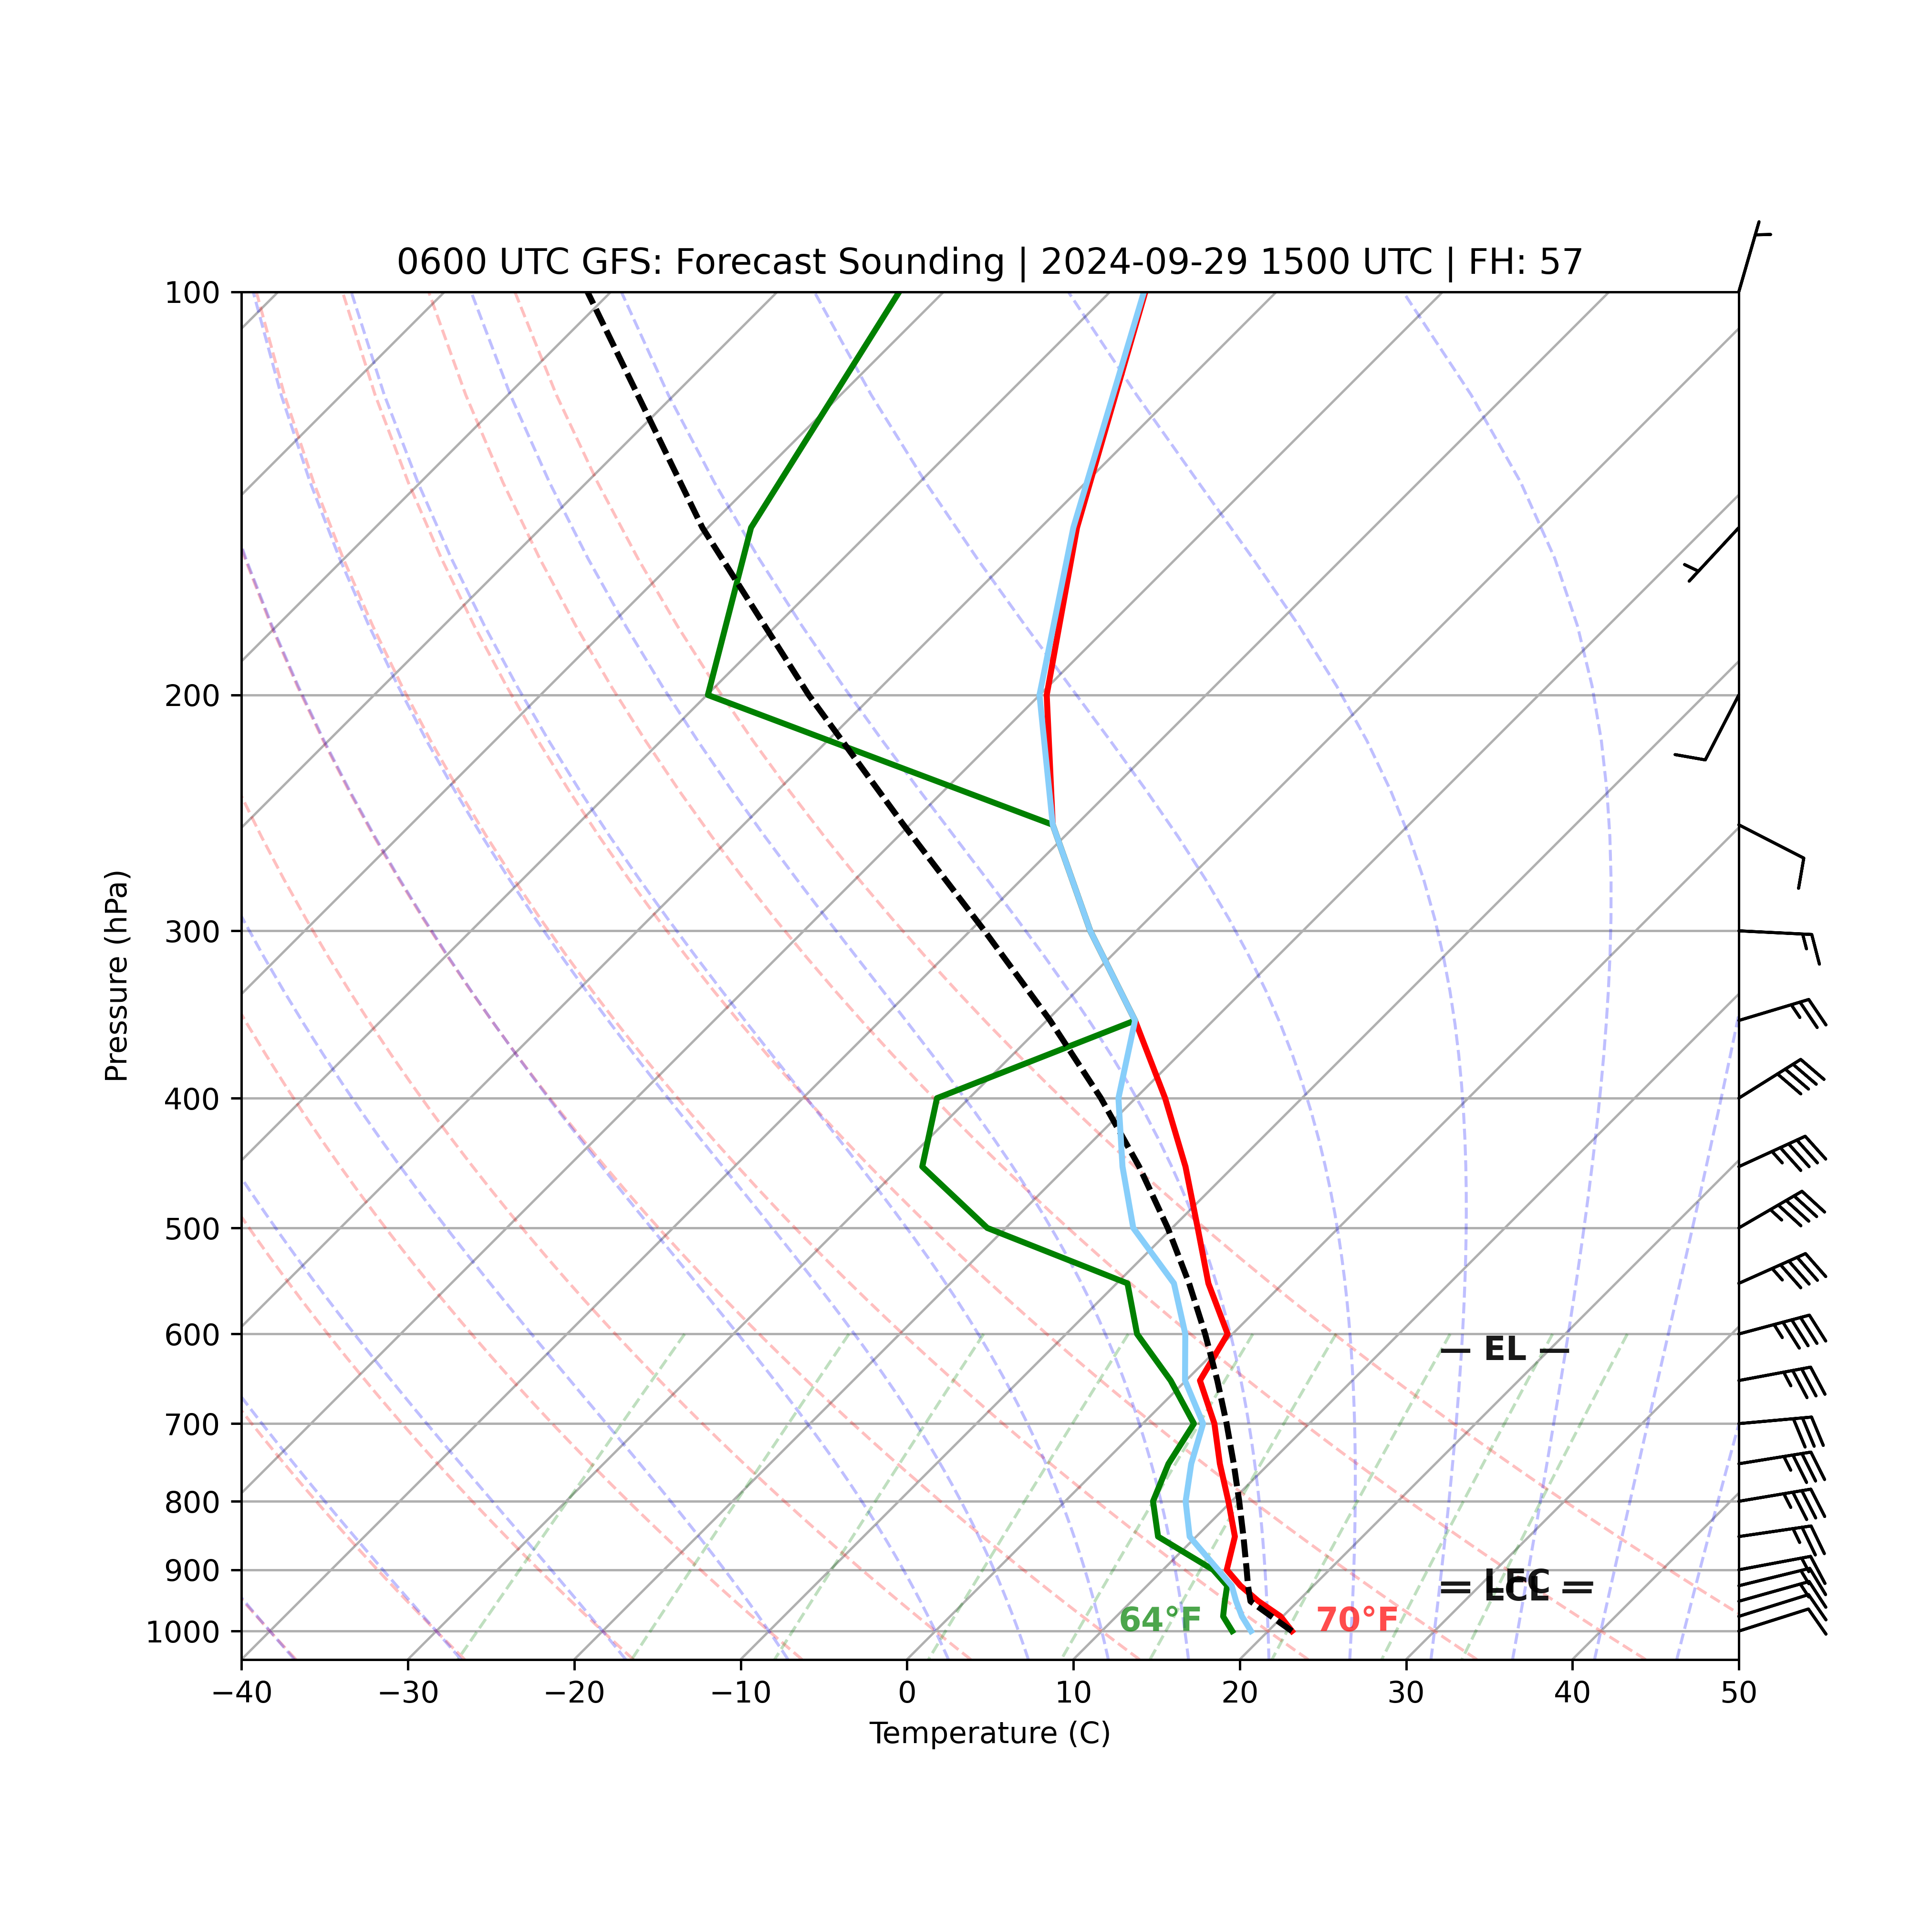 0600 UTC GFS: Forecast Sounding | 2024-09-29 1500 UTC | FH: 57
100
200
300
400
500
600
700
800
900
1000
Pressure (hPa)
— EL —
— LFC —
— LCL —
64°F
70°F
−40 −30 −20 −10 0 10 20 30 40 50
Temperature (C)